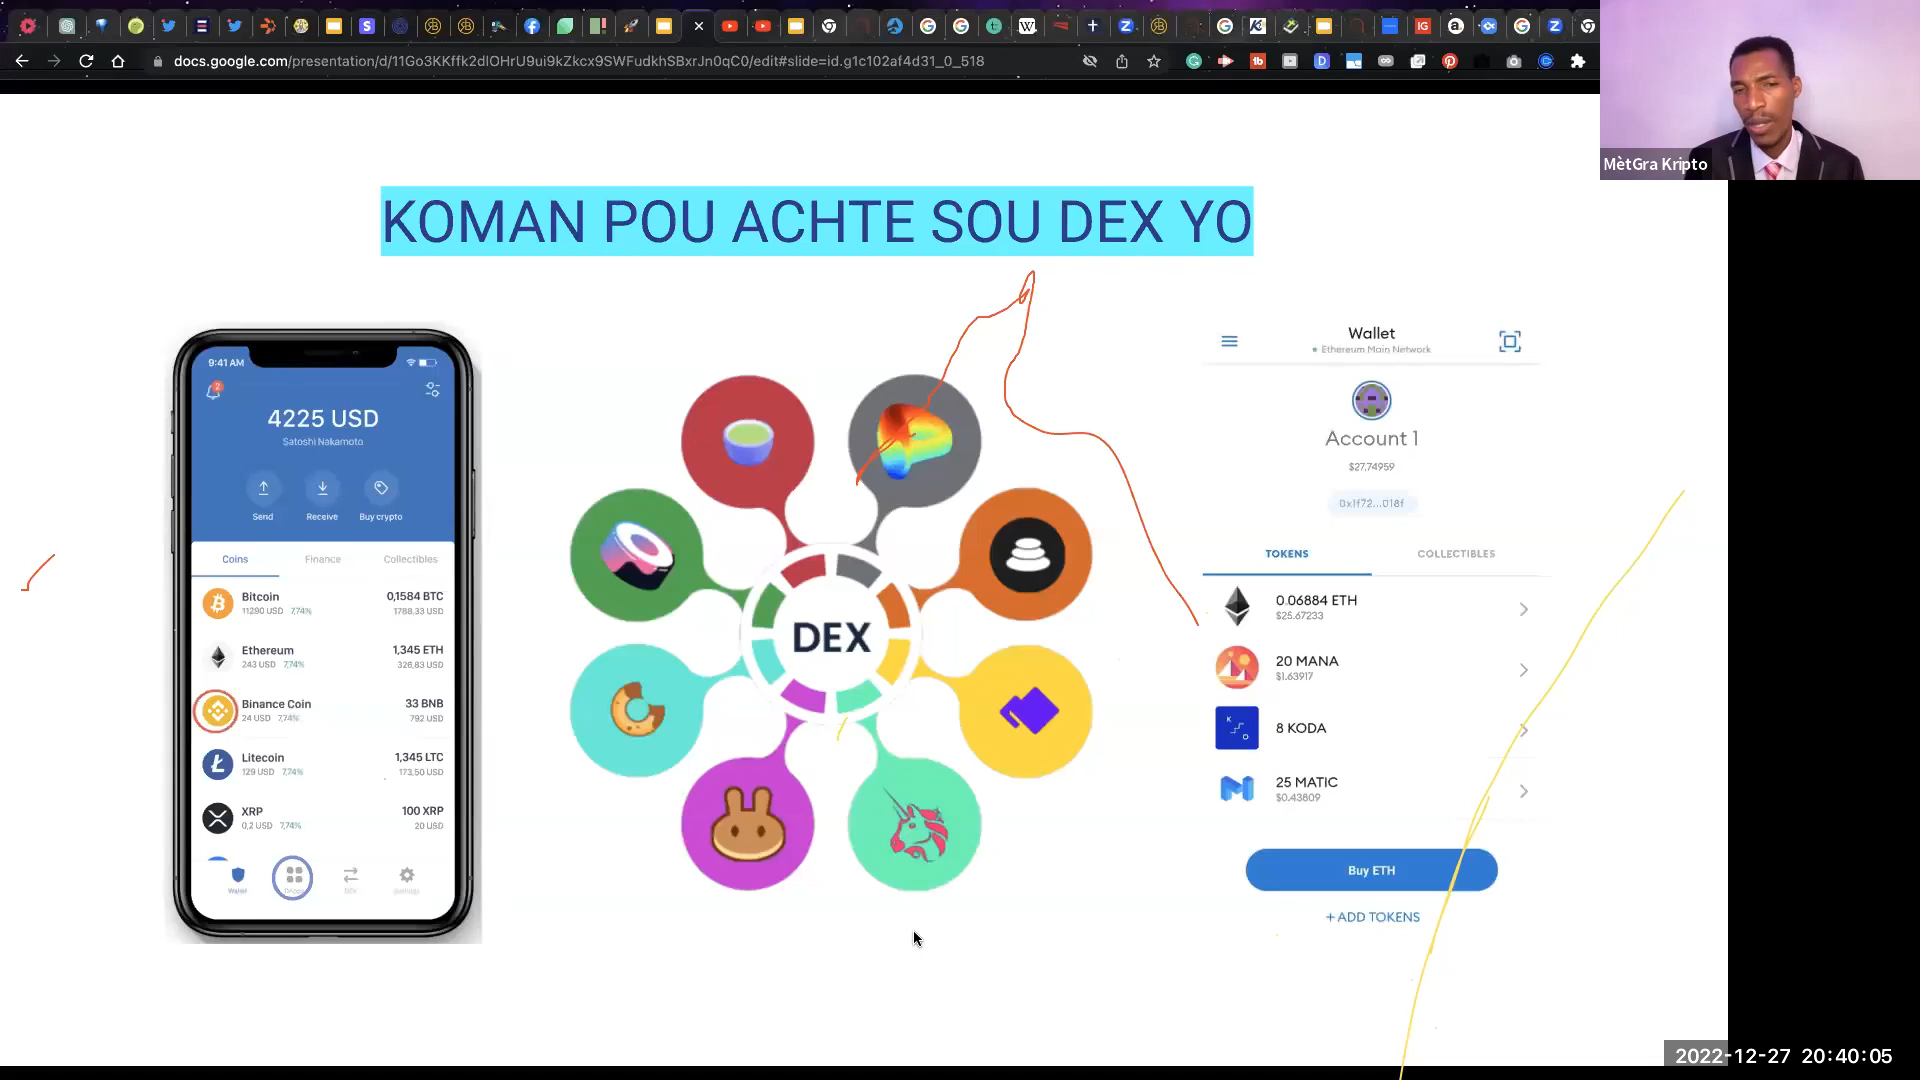 docs.google.com/presentation/d/11Go3KKffk2dlOHrU9ui9kZkcx9SWFudkhSBxrJn0qC0/edit#slide=id.g1c102af4d31_0_518
MètGra Kripto
KOMAN POU ACHTE SOU DEX YO
9:41 AM
2
4225 USD
Satoshi Nakamoto
Send Receive Buy crypto
Coins Finance Collectibles
Bitcoin 0,1584 BTC
11290 USD 7,74% 1788,33 USD
Ethereum 1,345 ETH
243 USD 7,74% 326,83 USD
Binance Coin 33 BNB
24 USD 7,74% 792 USD
Litecoin 1,345 LTC
129 USD 7,74% 173,50 USD
XRP 100 XRP
0,2 USD 7,74% 20 USD
Wallet DApps DEX Settings
DEX
Wallet
Ethereum Main Network
Account 1
$27.74959
0x1f72...018f
TOKENS COLLECTIBLES
0.06884 ETH
$25.67233
20 MANA
$1.63917
8 KODA
25 MATIC
$0.43809
Buy ETH
+ ADD TOKENS
2022-12-27 20:40:05